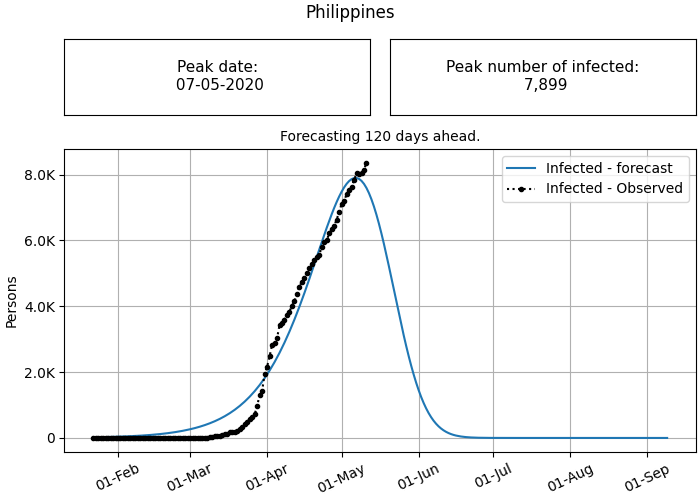 Philippines
Peak date:
07-05-2020
Peak number of infected:
7,899
Forecasting 120 days ahead.
Infected - forecast
Infected - Observed
8.0K
6.0K
4.0K
2.0K
0
Persons
01-Feb
01-Mar
01-Apr
01-May
01-Jun
01-Jul
01-Aug
01-Sep